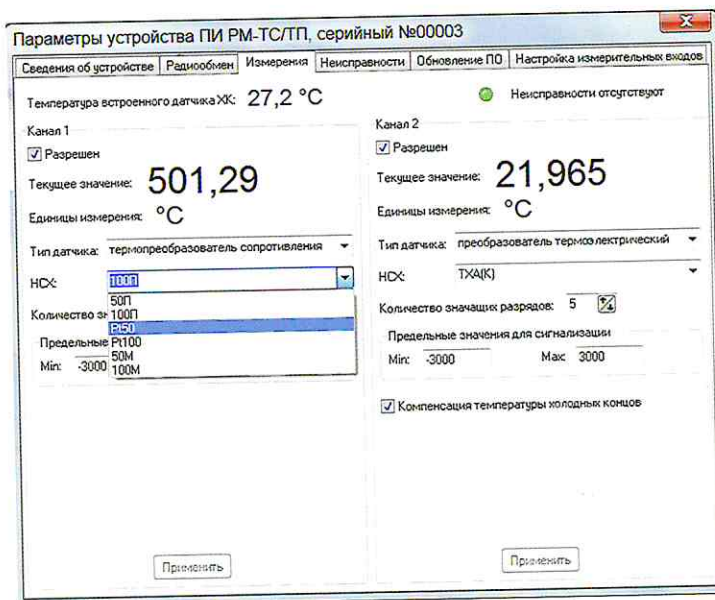 Параметры устройства ПИ РМ-ТС/ТП, серийный №00003
Сведения об устройстве Радиообмен Измерения Неисправности Обновление ПО Настройка измерительных входов
Температура встроенного датчика ХК: 27,2 °C
Неисправности отсутствуют
Канал 1
Разрешен
Текущее значение: 501,29
Единицы измерения: °C
Тип датчика: термопреобразователь сопротивления
НСХ: 100П
50П
Количество зн
100П
Pt50
Предельные
Pt100
50М
Min: -3000
100М
Применить
Канал 2
Разрешен
Текущее значение: 21,965
Единицы измерения: °C
Тип датчика: преобразователь термоэлектрический
НСХ: ТХА(К)
Количество значащих разрядов: 5
Предельные значения для сигнализации
Min: -3000 Max: 3000
Компенсация температуры холодных концов
Применить